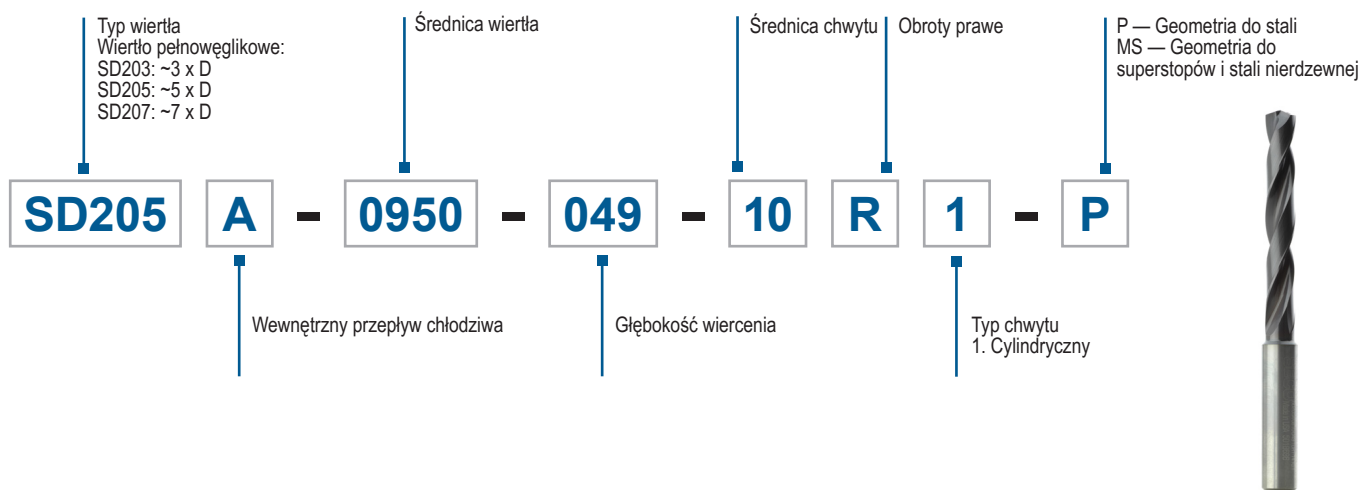 Typ wiertła
Wiertło pełnowęglikowe:
SD203: ~3 x D
SD205: ~5 x D
SD207: ~7 x D
Średnica wiertła
Średnica chwytu
Obroty prawe
P — Geometria do stali
MS — Geometria do
superstopów i stali nierdzewnej
SD205 A - 0950 - 049 - 10 R 1 - P
Wewnętrzny przepływ chłodziwa
Głębokość wiercenia
Typ chwytu
1. Cylindryczny